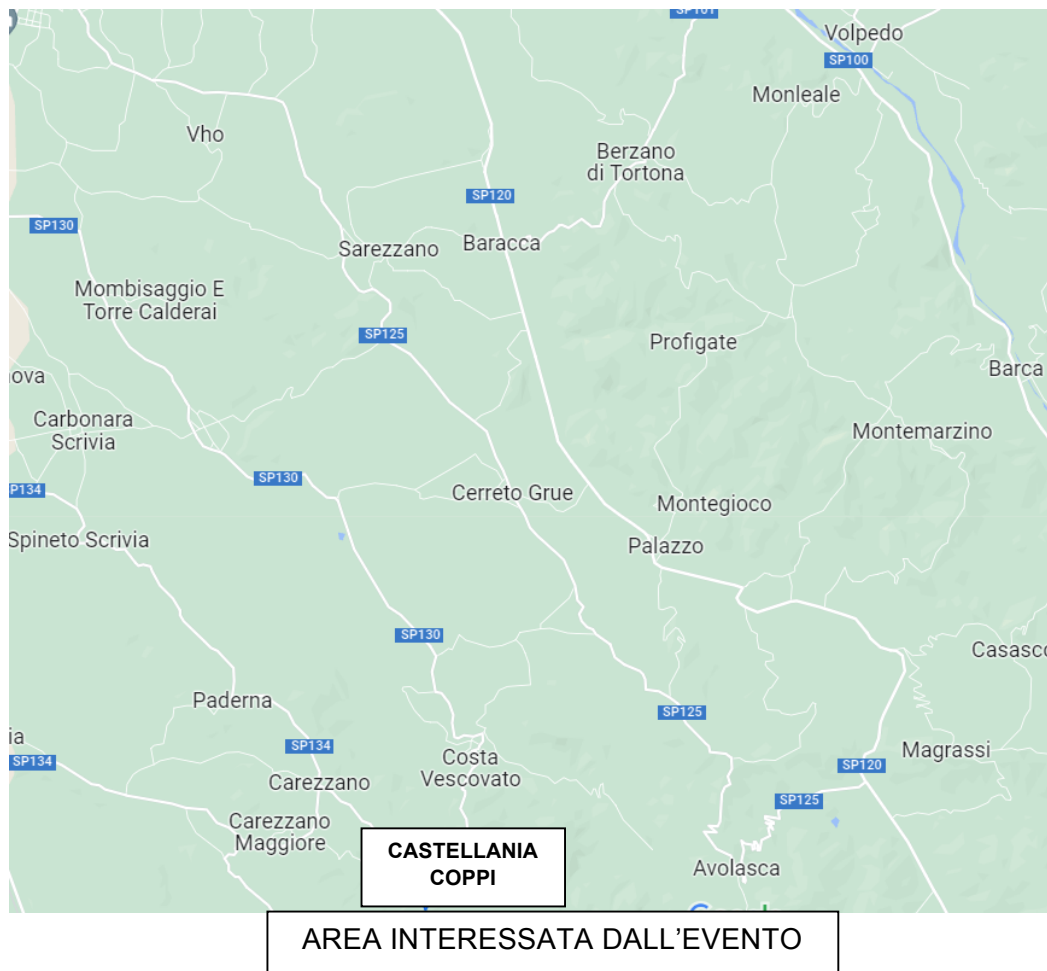 SP101
Volpedo
SP100
Monleale
Vho
Berzano
di Tortona
SP120
SP130
Sarezzano
Baracca
Mombisaggio E
Torre Calderai
SP125
Profigate
Barca
ova
Carbonara
Scrivia
Montemarzino
SP130
SP134
Cerreto Grue
Montegioco
Spineto Scrivia
Palazzo
SP130
Casasco
Paderna
SP125
ia
SP134
SP134
Costa
Vescovato
Magrassi
SP120
Carezzano
SP125
Carezzano
Maggiore
CASTELLANIA
COPPI
Avolasca
AREA INTERESSATA DALL'EVENTO